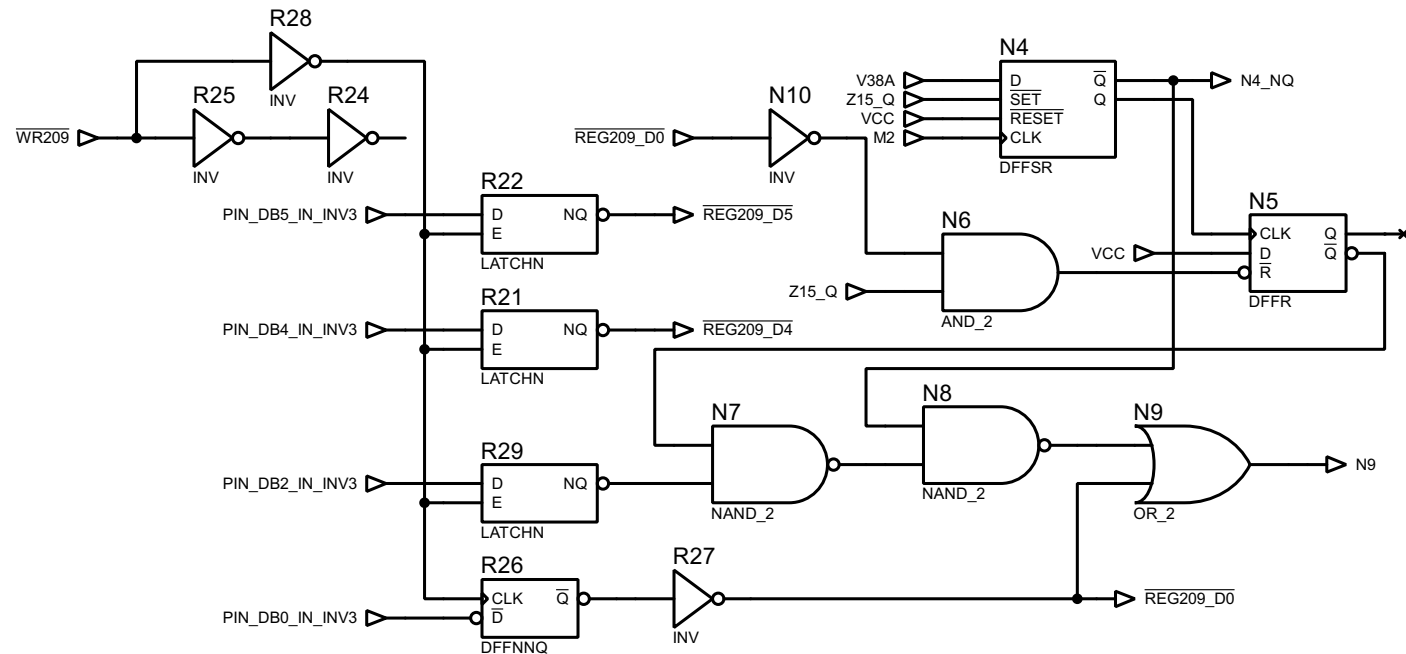 R28
INV
R25
INV
R24
INV
WR209
N10
INV
REG209_D0
N4
V38A
Z15_Q
VCC
M2
D
SET
RESET
CLK
Q
Q
DFFSR
N4_NQ
R22
PIN_DB5_IN_INV3
D
E
NQ
LATCHN
REG209_D5
N6
Z15_Q
AND_2
N5
VCC
CLK
D
R
Q
Q
DFFR
R21
PIN_DB4_IN_INV3
D
E
NQ
LATCHN
REG209_D4
R29
PIN_DB2_IN_INV3
D
E
NQ
LATCHN
N7
NAND_2
N8
NAND_2
N9
OR_2
N9
R26
PIN_DB0_IN_INV3
CLK
D
Q
DFFNNQ
R27
INV
REG209_D0